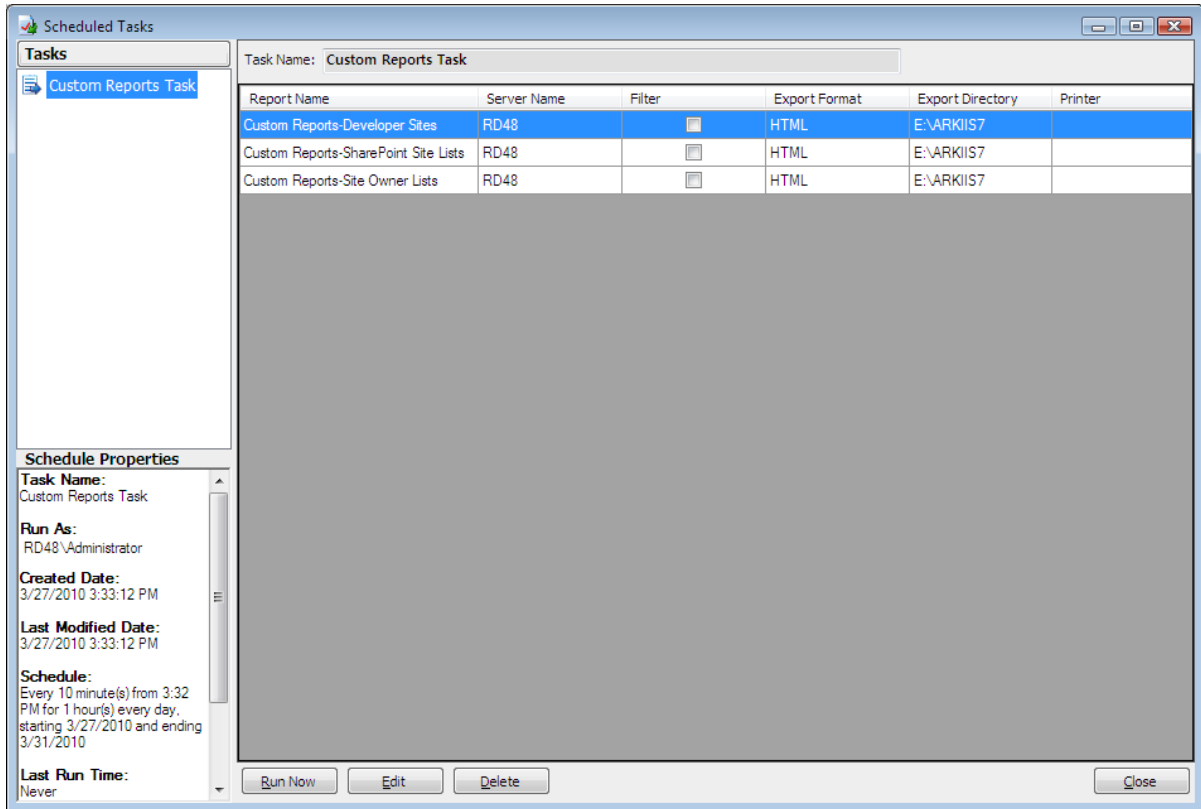 Scheduled Tasks
Tasks
Custom Reports Task
Task Name: Custom Reports Task
Report Name Server Name Filter Export Format Export Directory Printer
Custom Reports-Developer Sites RD48 HTML E:\ARKIIS7
Custom Reports-SharePoint Site Lists RD48 HTML E:\ARKIIS7
Custom Reports-Site Owner Lists RD48 HTML E:\ARKIIS7
Schedule Properties
Task Name:
Custom Reports Task
Run As:
RD48\Administrator
Created Date:
3/27/2010 3:33:12 PM
Last Modified Date:
3/27/2010 3:33:12 PM
Schedule:
Every 10 minute(s) from 3:32
PM for 1 hour(s) every day,
starting 3/27/2010 and ending
3/31/2010
Last Run Time:
Never
Run Now Edit Delete Close